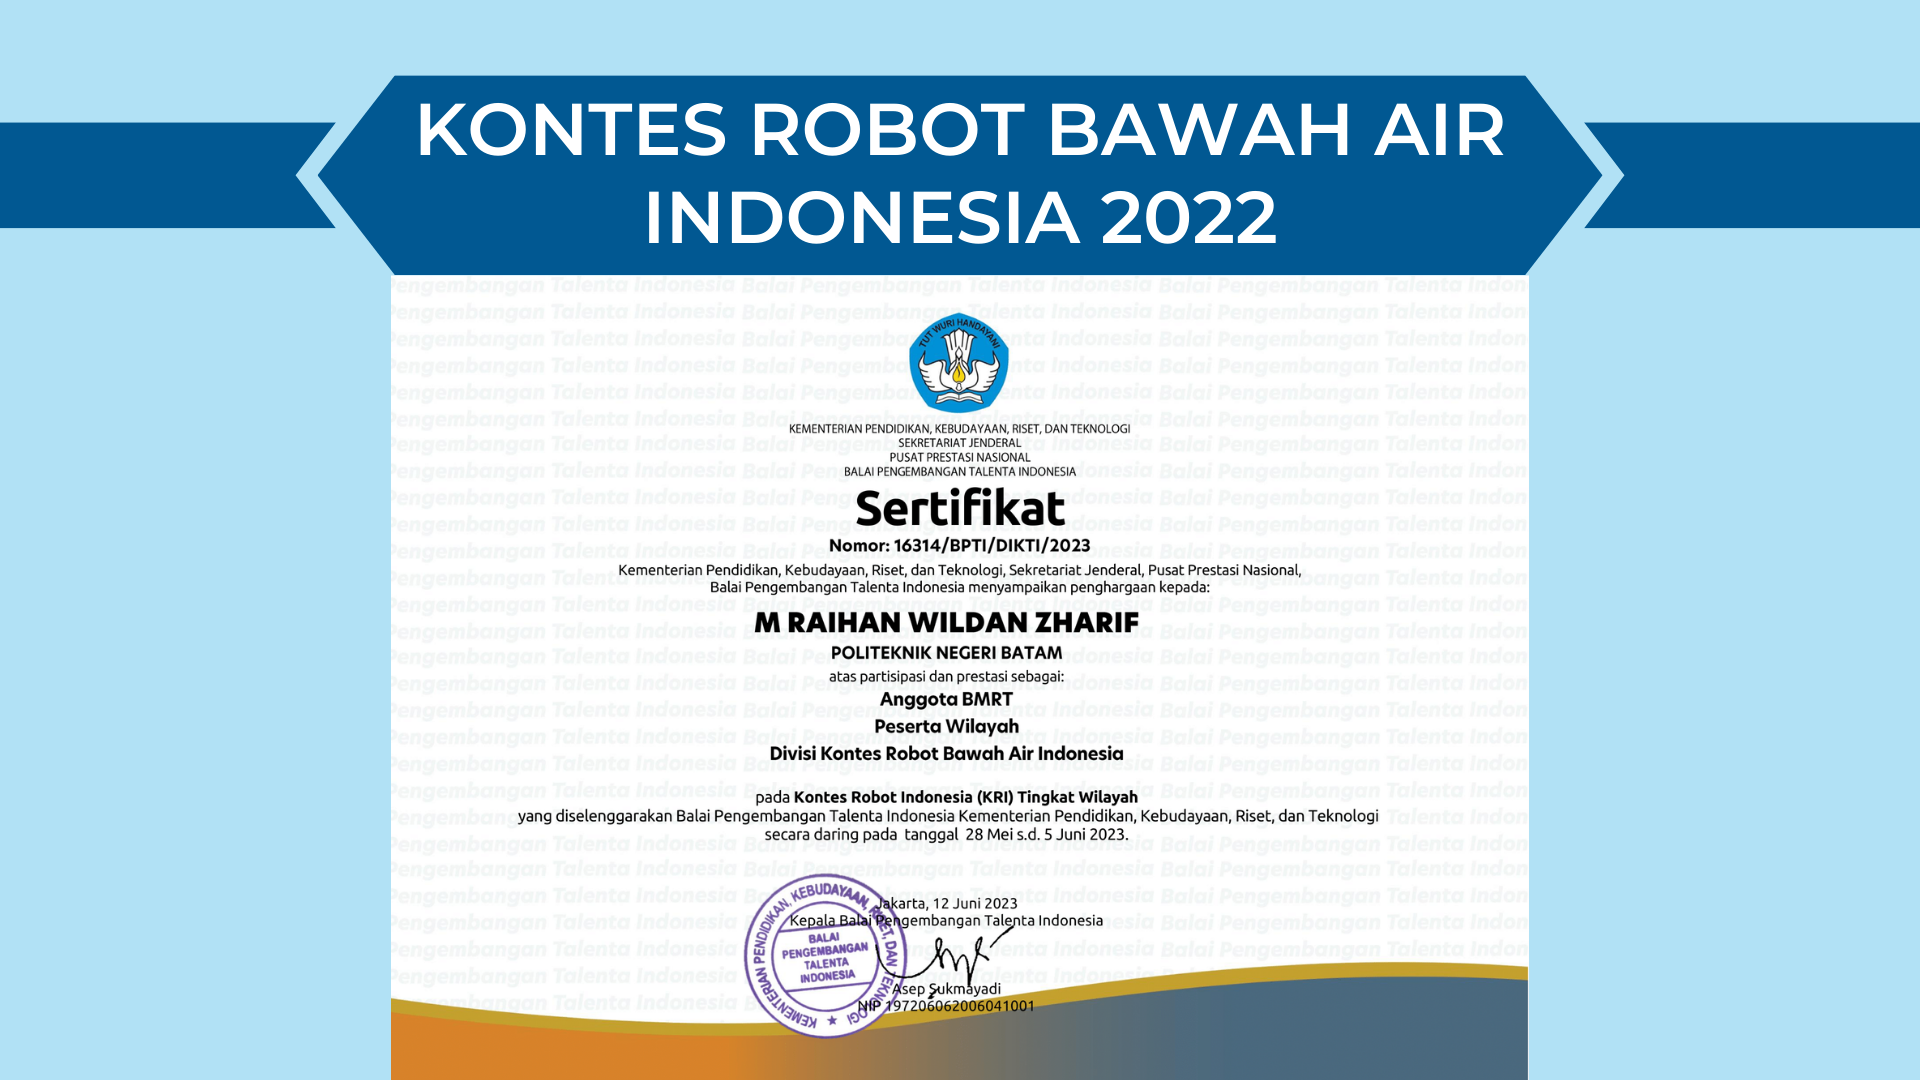 KONTES ROBOT BAWAH AIR
INDONESIA 2022
TUT WURI HANDAYANI
KEMENTERIAN PENDIDIKAN, KEBUDAYAAN, RISET, DAN TEKNOLOGI
SEKRETARIAT JENDERAL
PUSAT PRESTASI NASIONAL
BALAI PENGEMBANGAN TALENTA INDONESIA
Sertifikat
Nomor: 16314/BPTI/DIKTI/2023
Kementerian Pendidikan, Kebudayaan, Riset, dan Teknologi, Sekretariat Jenderal, Pusat Prestasi Nasional,
Balai Pengembangan Talenta Indonesia menyampaikan penghargaan kepada:
M RAIHAN WILDAN ZHARIF
POLITEKNIK NEGERI BATAM
atas partisipasi dan prestasi sebagai:
Anggota BMRT
Peserta Wilayah
Divisi Kontes Robot Bawah Air Indonesia
pada Kontes Robot Indonesia (KRI) Tingkat Wilayah
yang diselenggarakan Balai Pengembangan Talenta Indonesia Kementerian Pendidikan, Kebudayaan, Riset, dan Teknologi
secara daring pada tanggal 28 Mei s.d. 5 Juni 2023.
Jakarta, 12 Juni 2023
Kepala Balai Pengembangan Talenta Indonesia
KEMENTERIAN PENDIDIKAN, KEBUDAYAAN, RISET, DAN TEKNOLOGI
BALAI
PENGEMBANGAN
TALENTA
INDONESIA
Asep Sukmayadi
NIP 197206062006041001